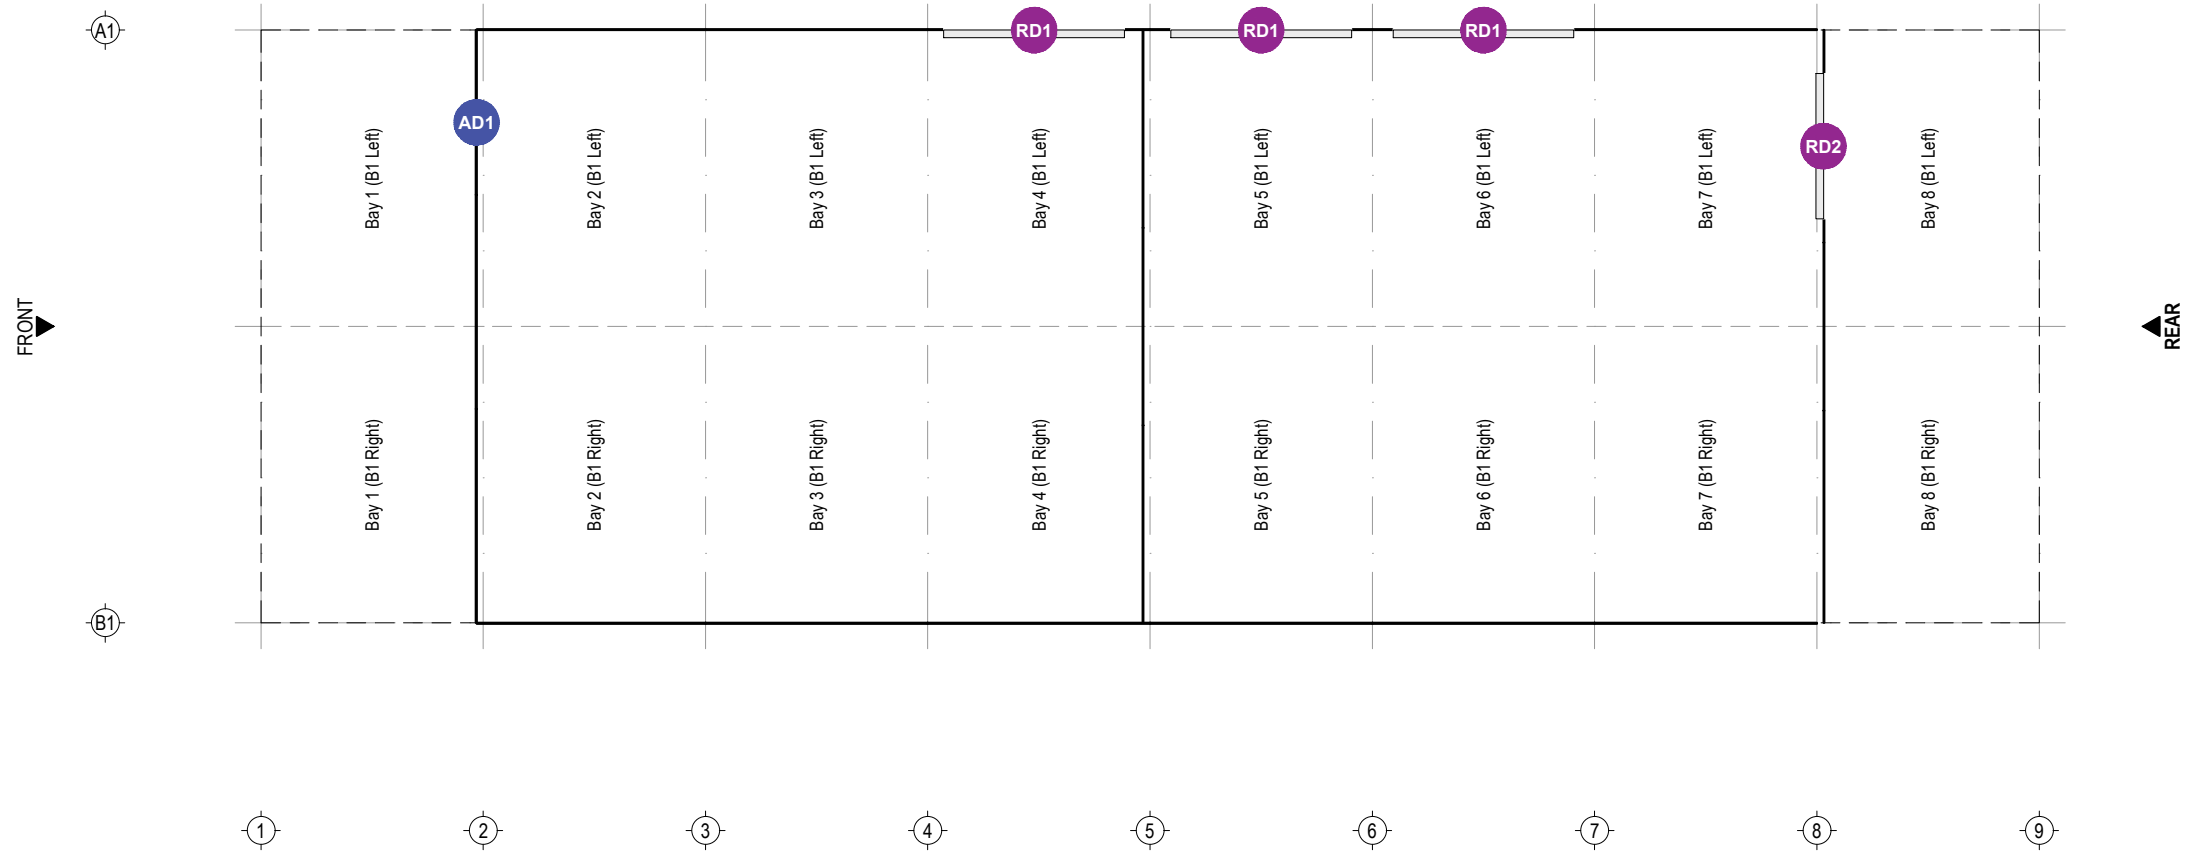 A1
RD1
RD1
RD1
AD1
RD2
Bay 1 (B1 Left)
Bay 2 (B1 Left)
Bay 3 (B1 Left)
Bay 4 (B1 Left)
Bay 5 (B1 Left)
Bay 6 (B1 Left)
Bay 7 (B1 Left)
Bay 8 (B1 Left)
FRONT
REAR
Bay 1 (B1 Right)
Bay 2 (B1 Right)
Bay 3 (B1 Right)
Bay 4 (B1 Right)
Bay 5 (B1 Right)
Bay 6 (B1 Right)
Bay 7 (B1 Right)
Bay 8 (B1 Right)
B1
1
2
3
4
5
6
7
8
9